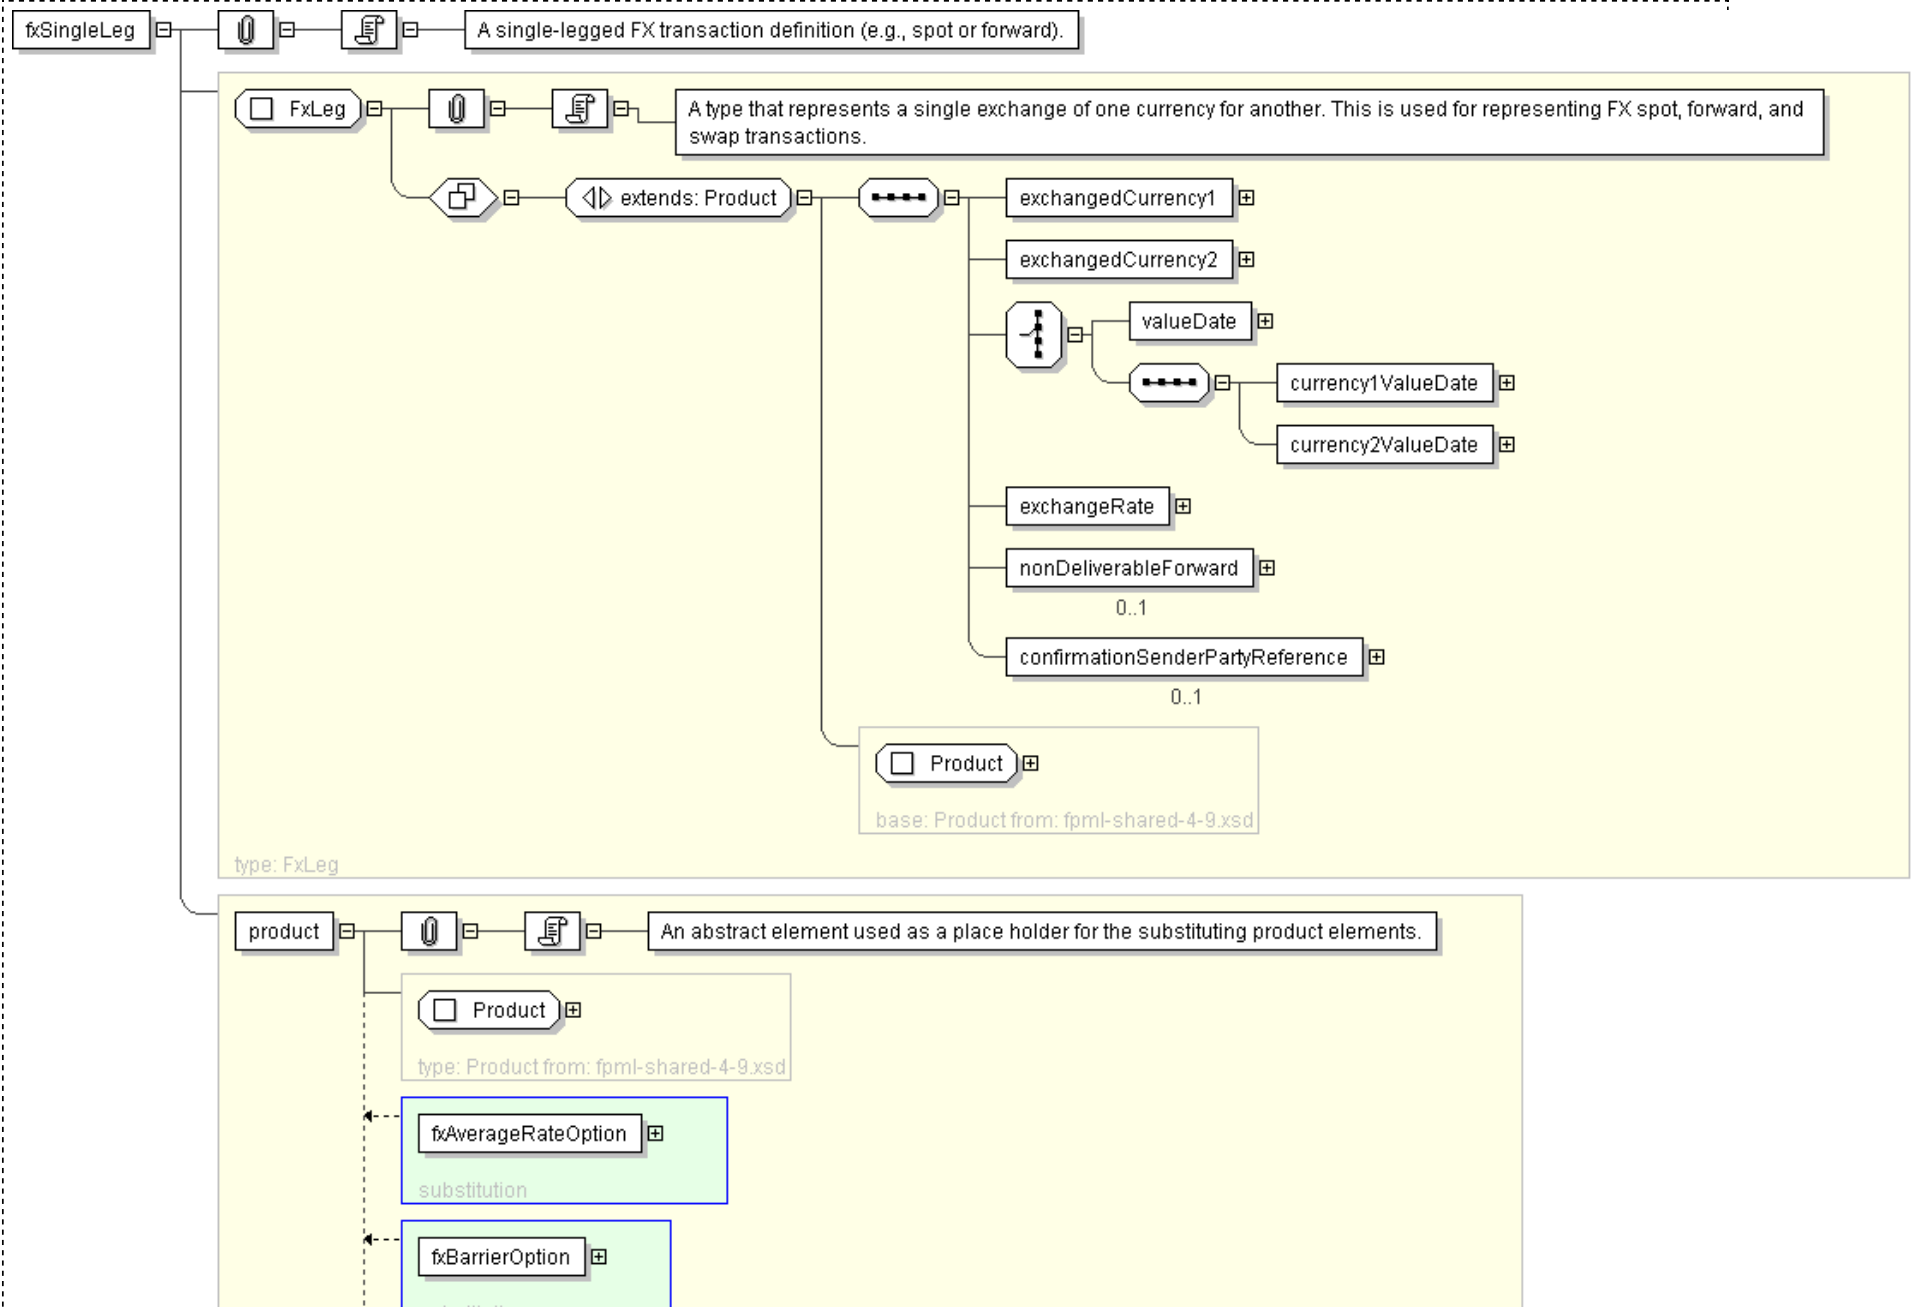 fxSingleLeg
A single-legged FX transaction definition (e.g., spot or forward).
FxLeg
A type that represents a single exchange of one currency for another. This is used for representing FX spot, forward, and
swap transactions.
extends: Product
exchangedCurrency1
exchangedCurrency2
valueDate
currency1ValueDate
currency2ValueDate
exchangeRate
nonDeliverableForward
0..1
confirmationSenderPartyReference
0..1
Product
base: Product from: fpml-shared-4-9.xsd
type: FxLeg
product
An abstract element used as a place holder for the substituting product elements.
Product
type: Product from: fpml-shared-4-9.xsd
fxAverageRateOption
substitution
fxBarrierOption